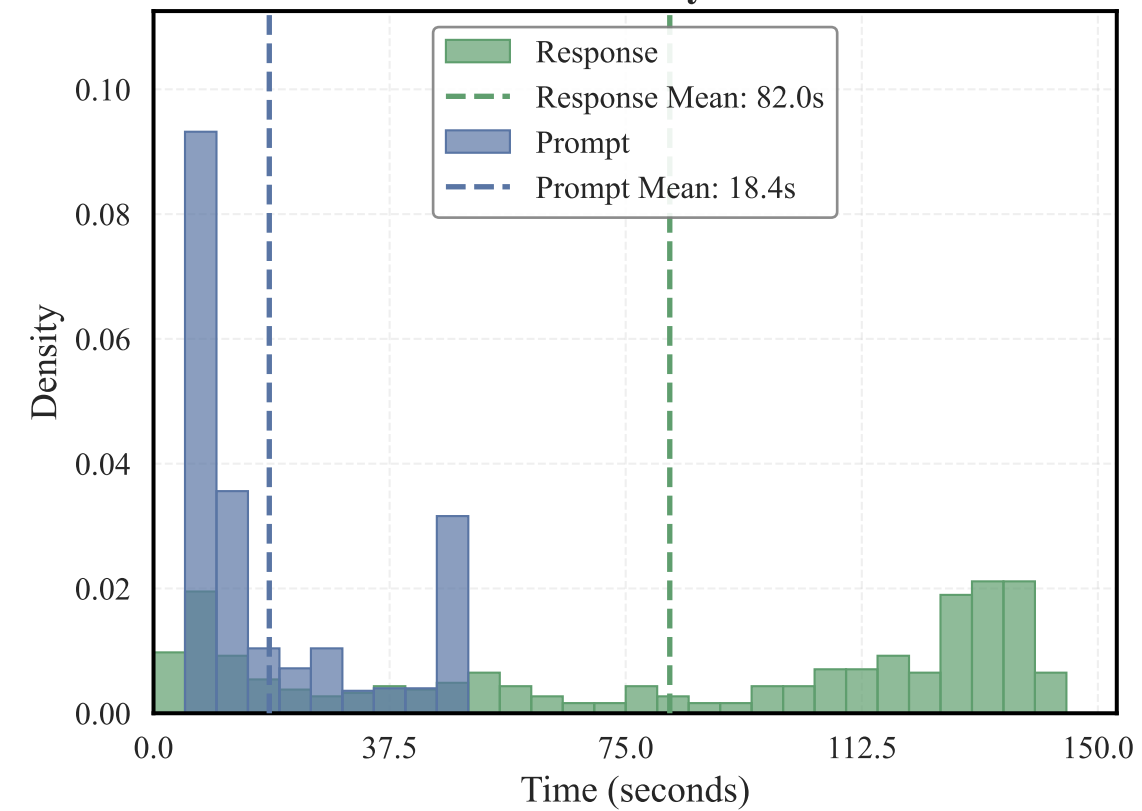 Response
Response Mean: 82.0s
Prompt
Prompt Mean: 18.4s
0.10
0.08
0.06
0.04
0.02
0.00
Density
0.0 37.5 75.0 112.5 150.0
Time (seconds)